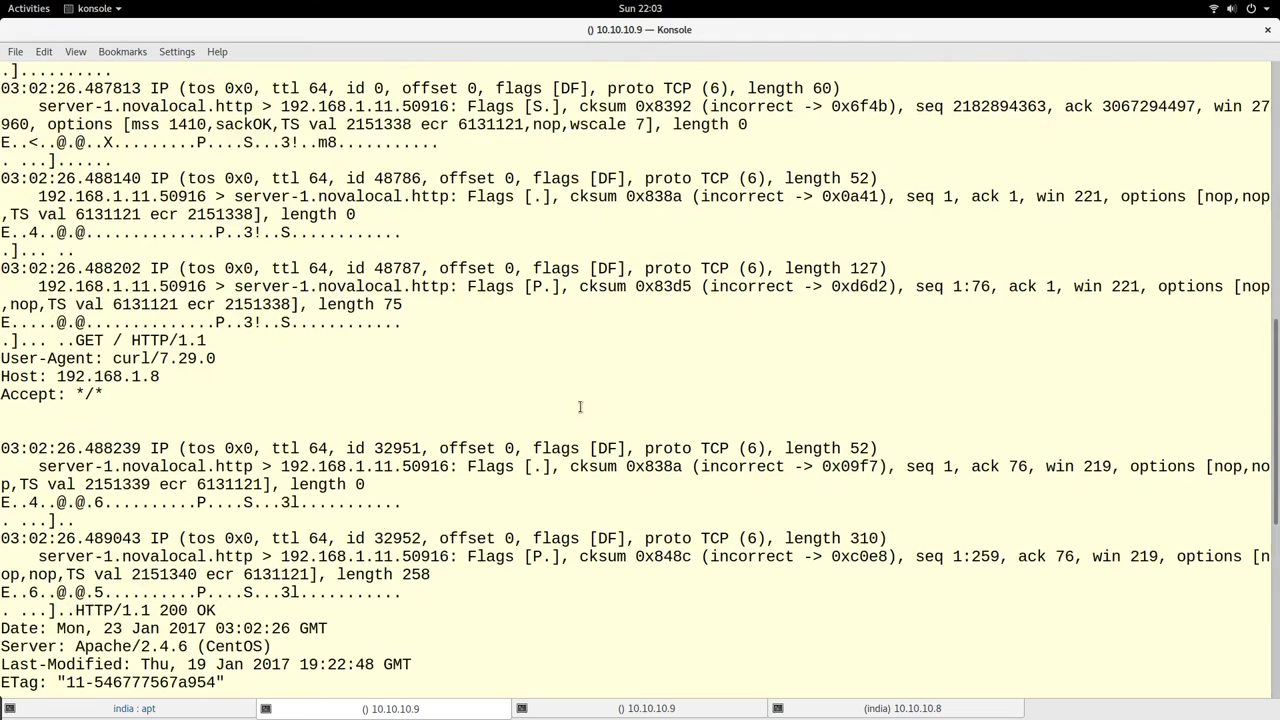 Activities konsole Sun 22:03
() 10.10.10.9 — Konsole ×
File Edit View Bookmarks Settings Help
.]..........
03:02:26.487813 IP (tos 0x0, ttl 64, id 0, offset 0, flags [DF], proto TCP (6), length 60)
    server-1.novalocal.http > 192.168.1.11.50916: Flags [S.], cksum 0x8392 (incorrect -> 0x6f4b), seq 2182894363, ack 3067294497, win 27
960, options [mss 1410,sackOK,TS val 2151338 ecr 6131121,nop,wscale 7], length 0
E..<..@.@..X.........P....S...3!..m8...........
. ...]......
03:02:26.488140 IP (tos 0x0, ttl 64, id 48786, offset 0, flags [DF], proto TCP (6), length 52)
    192.168.1.11.50916 > server-1.novalocal.http: Flags [.], cksum 0x838a (incorrect -> 0x0a41), seq 1, ack 1, win 221, options [nop,nop
,TS val 6131121 ecr 2151338], length 0
E..4..@.@..............P..3!..S............
.]... ..
03:02:26.488202 IP (tos 0x0, ttl 64, id 48787, offset 0, flags [DF], proto TCP (6), length 127)
    192.168.1.11.50916 > server-1.novalocal.http: Flags [P.], cksum 0x83d5 (incorrect -> 0xd6d2), seq 1:76, ack 1, win 221, options [nop
,nop,TS val 6131121 ecr 2151338], length 75
E.....@.@..............P..3!..S............
.]... ..GET / HTTP/1.1
User-Agent: curl/7.29.0
Host: 192.168.1.8
Accept: */*
03:02:26.488239 IP (tos 0x0, ttl 64, id 32951, offset 0, flags [DF], proto TCP (6), length 52)
    server-1.novalocal.http > 192.168.1.11.50916: Flags [.], cksum 0x838a (incorrect -> 0x09f7), seq 1, ack 76, win 219, options [nop,no
p,TS val 2151339 ecr 6131121], length 0
E..4..@.@.6..........P....S...3l...........
. ...]..
03:02:26.489043 IP (tos 0x0, ttl 64, id 32952, offset 0, flags [DF], proto TCP (6), length 310)
    server-1.novalocal.http > 192.168.1.11.50916: Flags [P.], cksum 0x848c (incorrect -> 0xc0e8), seq 1:259, ack 76, win 219, options [n
op,nop,TS val 2151340 ecr 6131121], length 258
E..6..@.@.5..........P....S...3l...........
. ...]..HTTP/1.1 200 OK
Date: Mon, 23 Jan 2017 03:02:26 GMT
Server: Apache/2.4.6 (CentOS)
Last-Modified: Thu, 19 Jan 2017 19:22:48 GMT
ETag: "11-546777567a954"
india : apt () 10.10.10.9 () 10.10.10.9 (india) 10.10.10.8